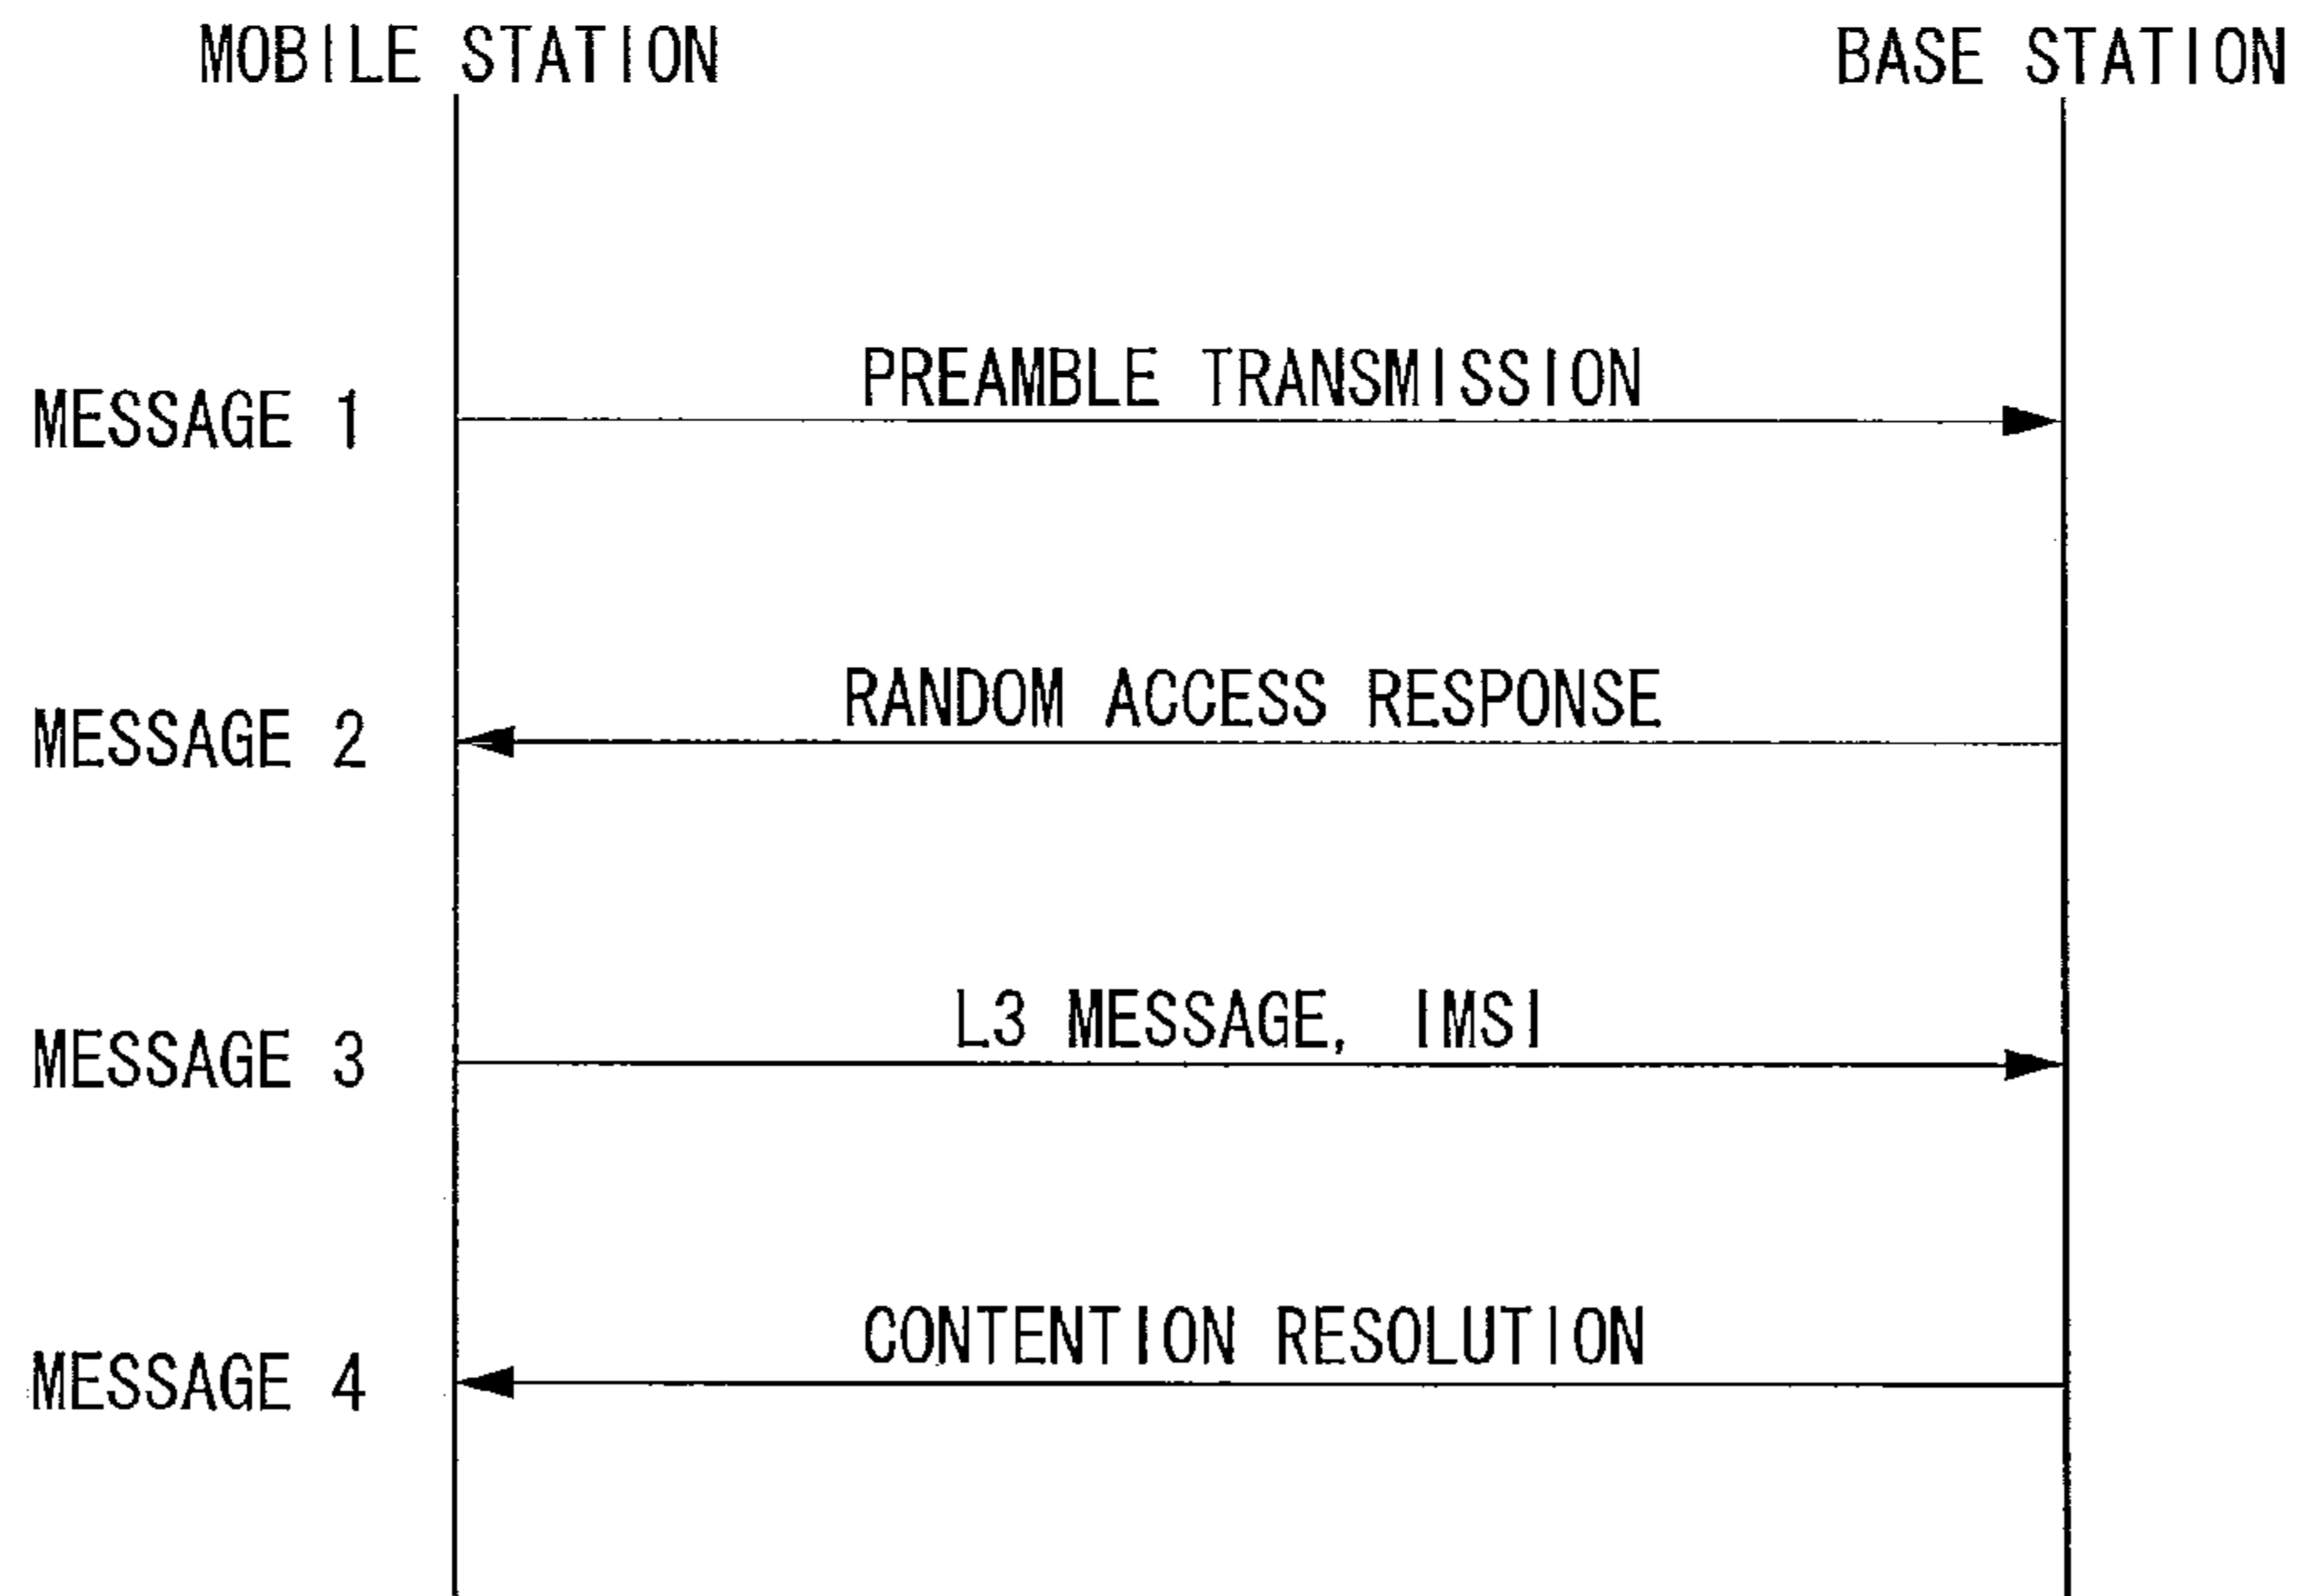 MOBILE STATION
BASE STATION
PREAMBLE TRANSMISSION
MESSAGE 1
RANDOM ACCESS RESPONSE
MESSAGE 2
L3 MESSAGE, IMSI
MESSAGE 3
CONTENTION RESOLUTION
MESSAGE 4